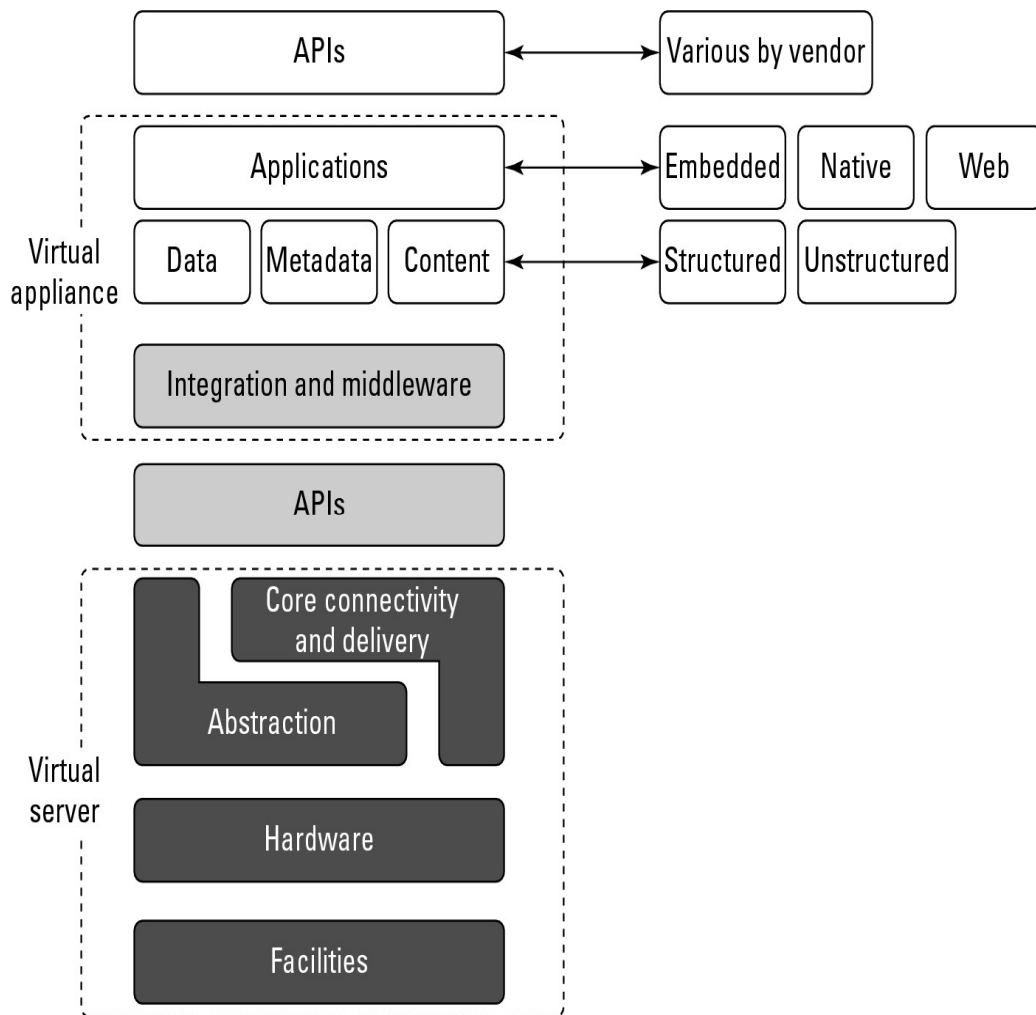 APIs
Various by vendor
Applications
Embedded
Native
Web
Virtual
appliance
Data
Metadata
Content
Structured
Unstructured
Integration and middleware
APIs
Core connectivity
and delivery
Abstraction
Virtual
server
Hardware
Facilities